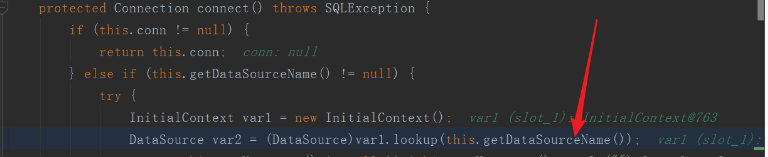 protected Connection connect() throws SQLException {
if (this.conn != null) {
return this.conn; conn: null
} else if (this.getDataSourceName() != null) {
try {
InitialContext var1 = new InitialContext(); var1 (slot_1): InitialContext@763
DataSource var2 = (DataSource)var1.lookup(this.getDataSourceName()); var1 (slot_1):